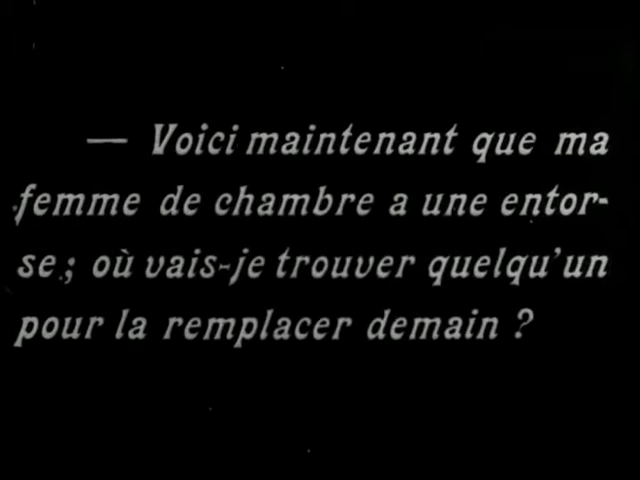 — Voici maintenant que ma
femme de chambre a une entor-
se ; où vais-je trouver quelqu'un
pour la remplacer demain ?